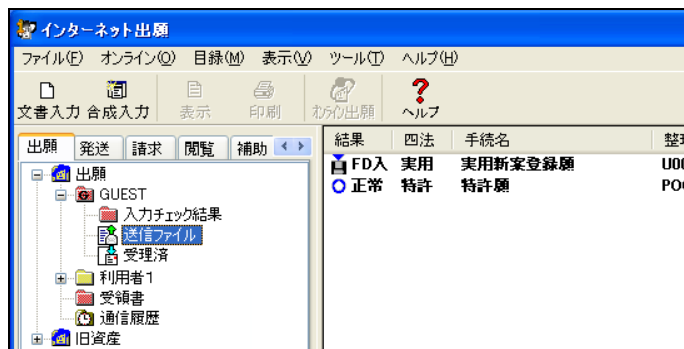 インターネット出願
ファイル(F) オンライン(O) 目録(M) 表示(V) ツール(T) ヘルプ(H)
文書入力 合成入力 表示 印刷 オンライン出願 ヘルプ
出願 発送 請求 閲覧 補助
出願
GUEST
入力チェック結果
送信ファイル
受理済
利用者1
受領書
通信履歴
旧資産
結果 四法 手続名 整理
FD入 実用 実用新案登録願 U00
正常 特許 特許願